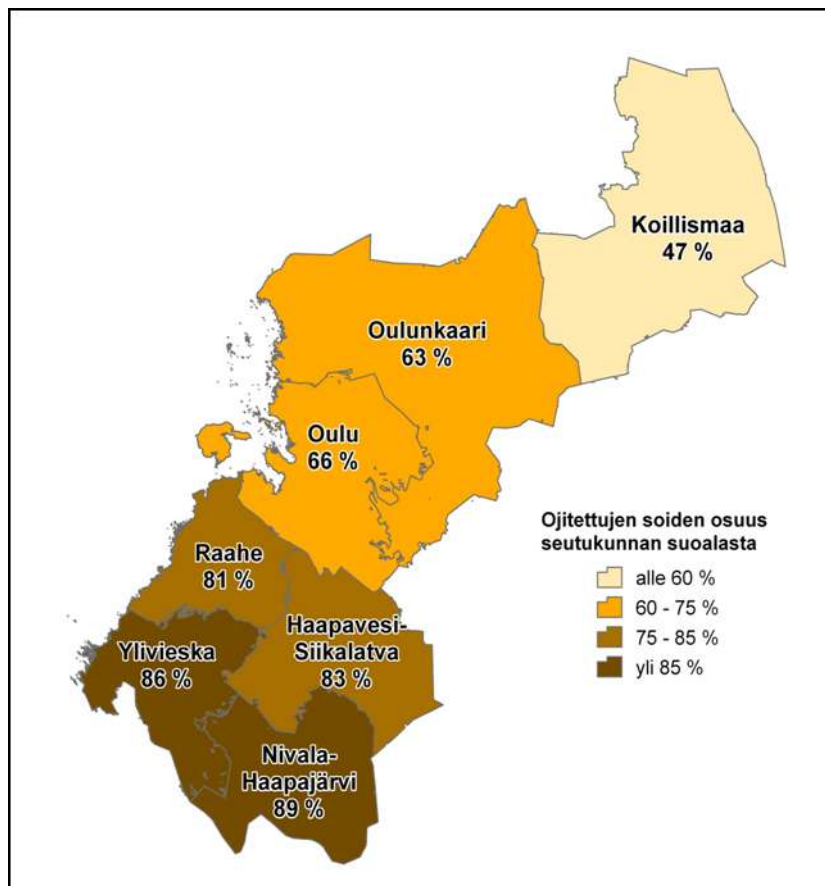 Koillismaa
47 %
Oulunkaari
63 %
Oulu
66 %
Ojitettujen soiden osuus
seutukunnan suoalasta
alle 60 %
60 - 75 %
75 - 85 %
yli 85 %
Raahe
81 %
Haapavesi-
Siikalatva
83 %
Ylivieska
86 %
Nivala-
Haapajärvi
89 %